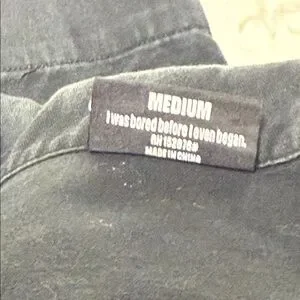 MEDIUM
I was bored before I even began.
MADE IN CHINA